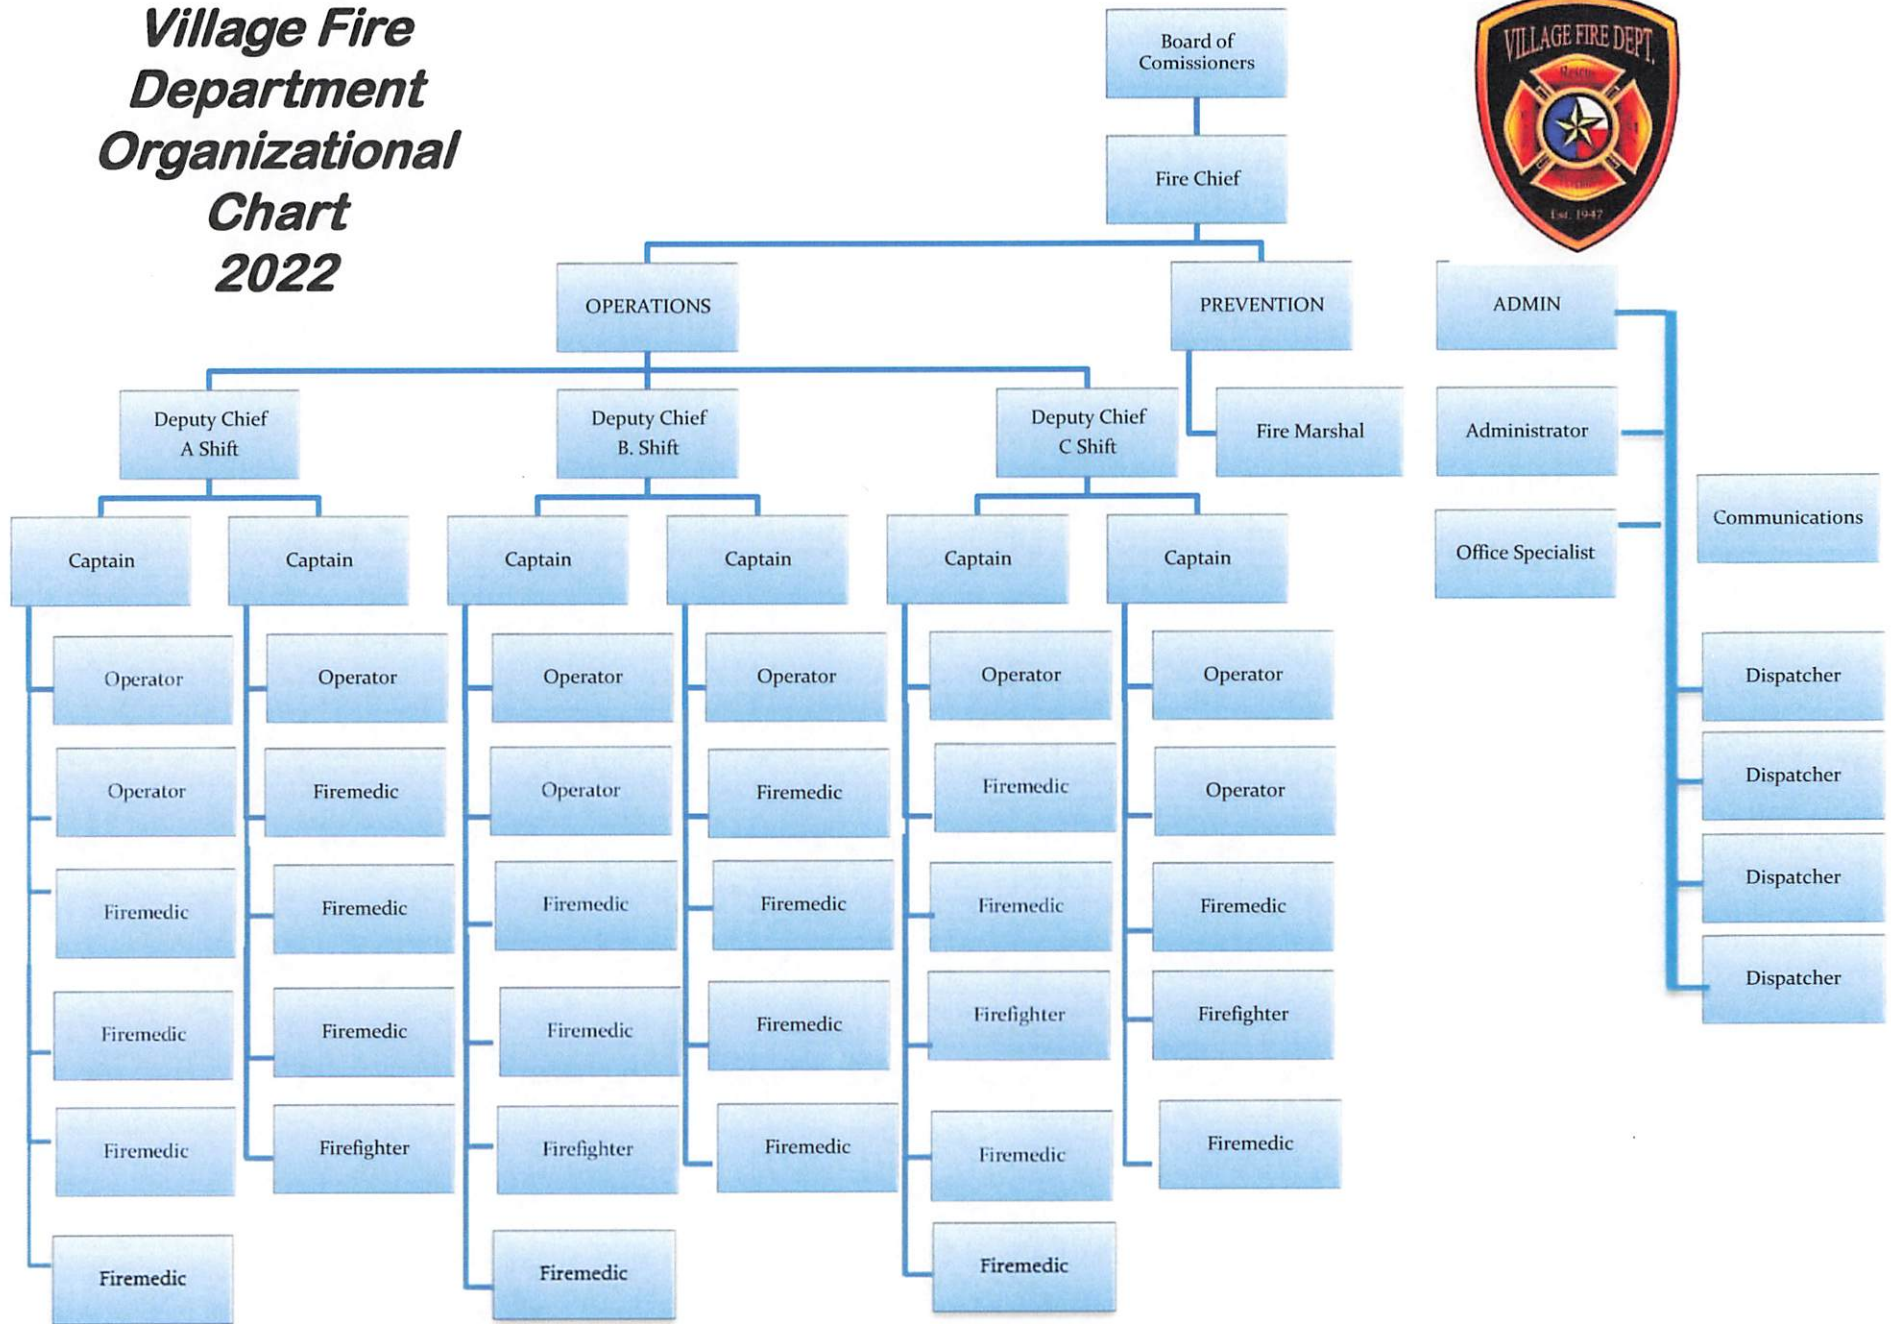 Village Fire
Department
Organizational
Chart
2022
Board of
Comissioners
VILLAGE FIRE DEPT.
Rescue
Est. 1947
Fire Chief
OPERATIONS
PREVENTION
ADMIN
Deputy Chief
A Shift
Deputy Chief
B. Shift
Deputy Chief
C Shift
Fire Marshal
Administrator
Communications
Office Specialist
Captain
Captain
Captain
Captain
Captain
Captain
Operator
Operator
Operator
Operator
Operator
Operator
Dispatcher
Operator
Firemedic
Operator
Firemedic
Firemedic
Operator
Dispatcher
Firemedic
Firemedic
Firemedic
Firemedic
Firemedic
Firemedic
Dispatcher
Firemedic
Firemedic
Firemedic
Firemedic
Firefighter
Firefighter
Dispatcher
Firemedic
Firefighter
Firefighter
Firemedic
Firemedic
Firemedic
Firemedic
Firemedic
Firemedic